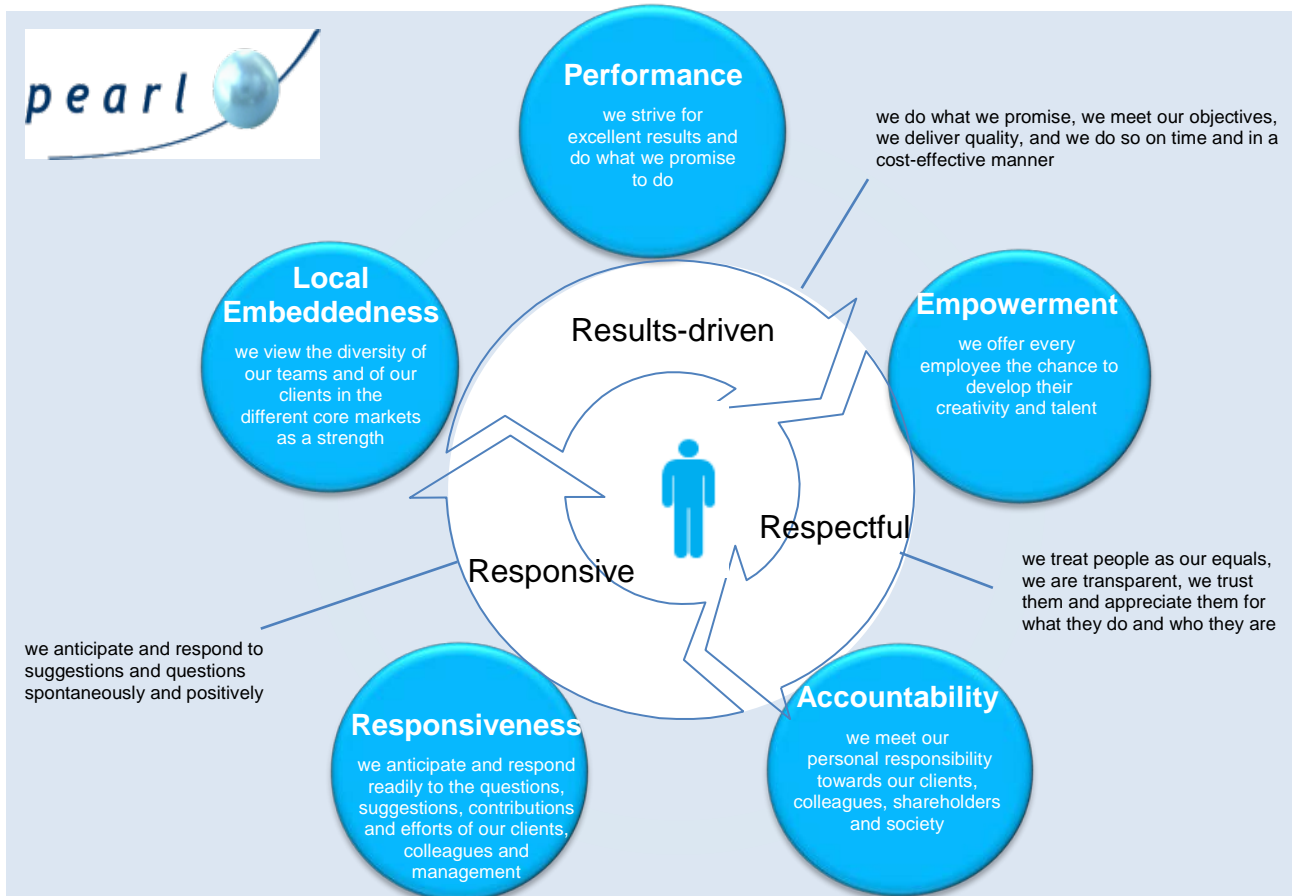 pearl
Performance
we strive for
excellent results and
do what we promise
to do
we do what we promise, we meet our objectives,
we deliver quality, and we do so on time and in a
cost-effective manner
Local
Embeddedness
we view the diversity of
our teams and of our
clients in the
different core markets
as a strength
Empowerment
we offer every
employee the chance to
develop their
creativity and talent
Results-driven
Respectful
Responsive
we treat people as our equals,
we are transparent, we trust
them and appreciate them for
what they do and who they are
we anticipate and respond to
suggestions and questions
spontaneously and positively
Responsiveness
we anticipate and respond
readily to the questions,
suggestions, contributions
and efforts of our clients,
colleagues and
management
Accountability
we meet our
personal responsibility
towards our clients,
colleagues, shareholders
and society